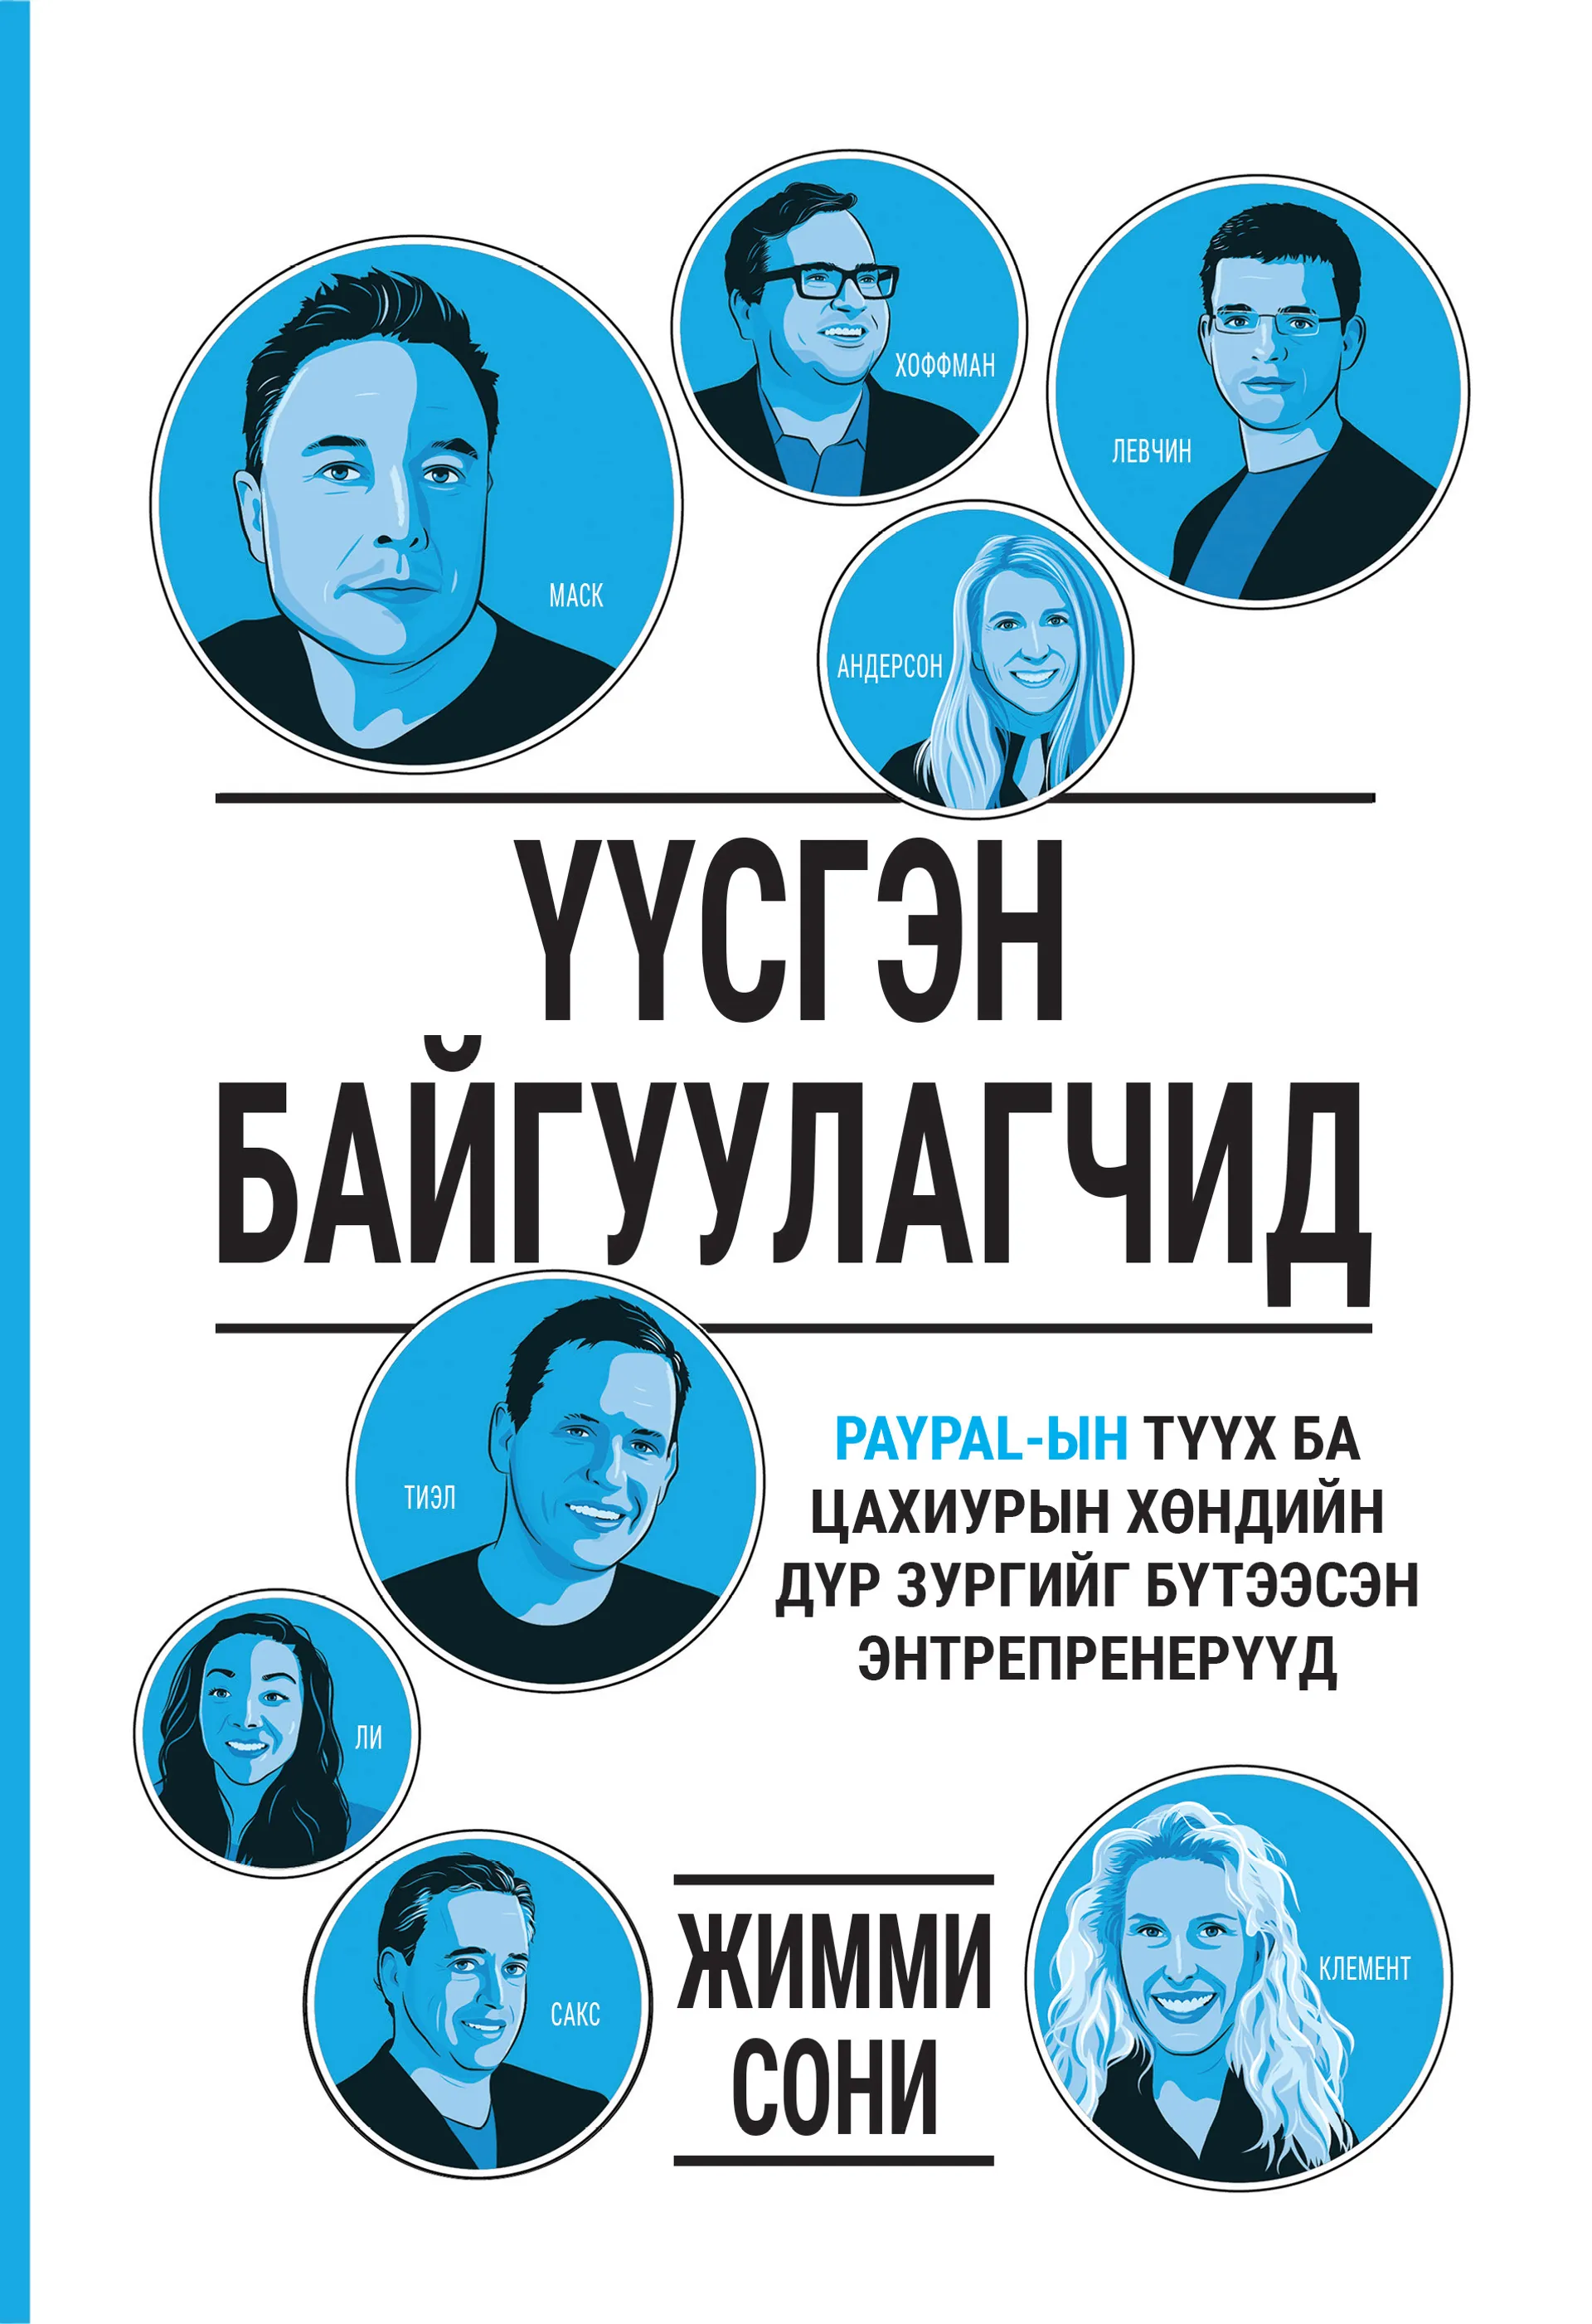 ХОФФМАН
ЛЕВЧИН
МАСК
АНДЕРСОН
ҮҮСГЭН
БАЙГУУЛАГЧИД
PAYPAL-ЫН ТҮҮХ БА
ЦАХИУРЫН ХӨНДИЙН
ДҮР ЗУРГИЙГ БҮТЭЭСЭН
ЭНТРЕПРЕНЕРҮҮД
ТИЭЛ
ЛИ
САКС
ЖИММИ
СОНИ
КЛЕМЕНТ